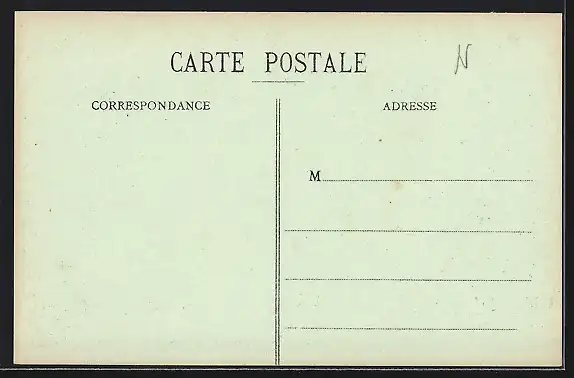 CARTE POSTALE
CORRESPONDANCE
ADRESSE
M
N